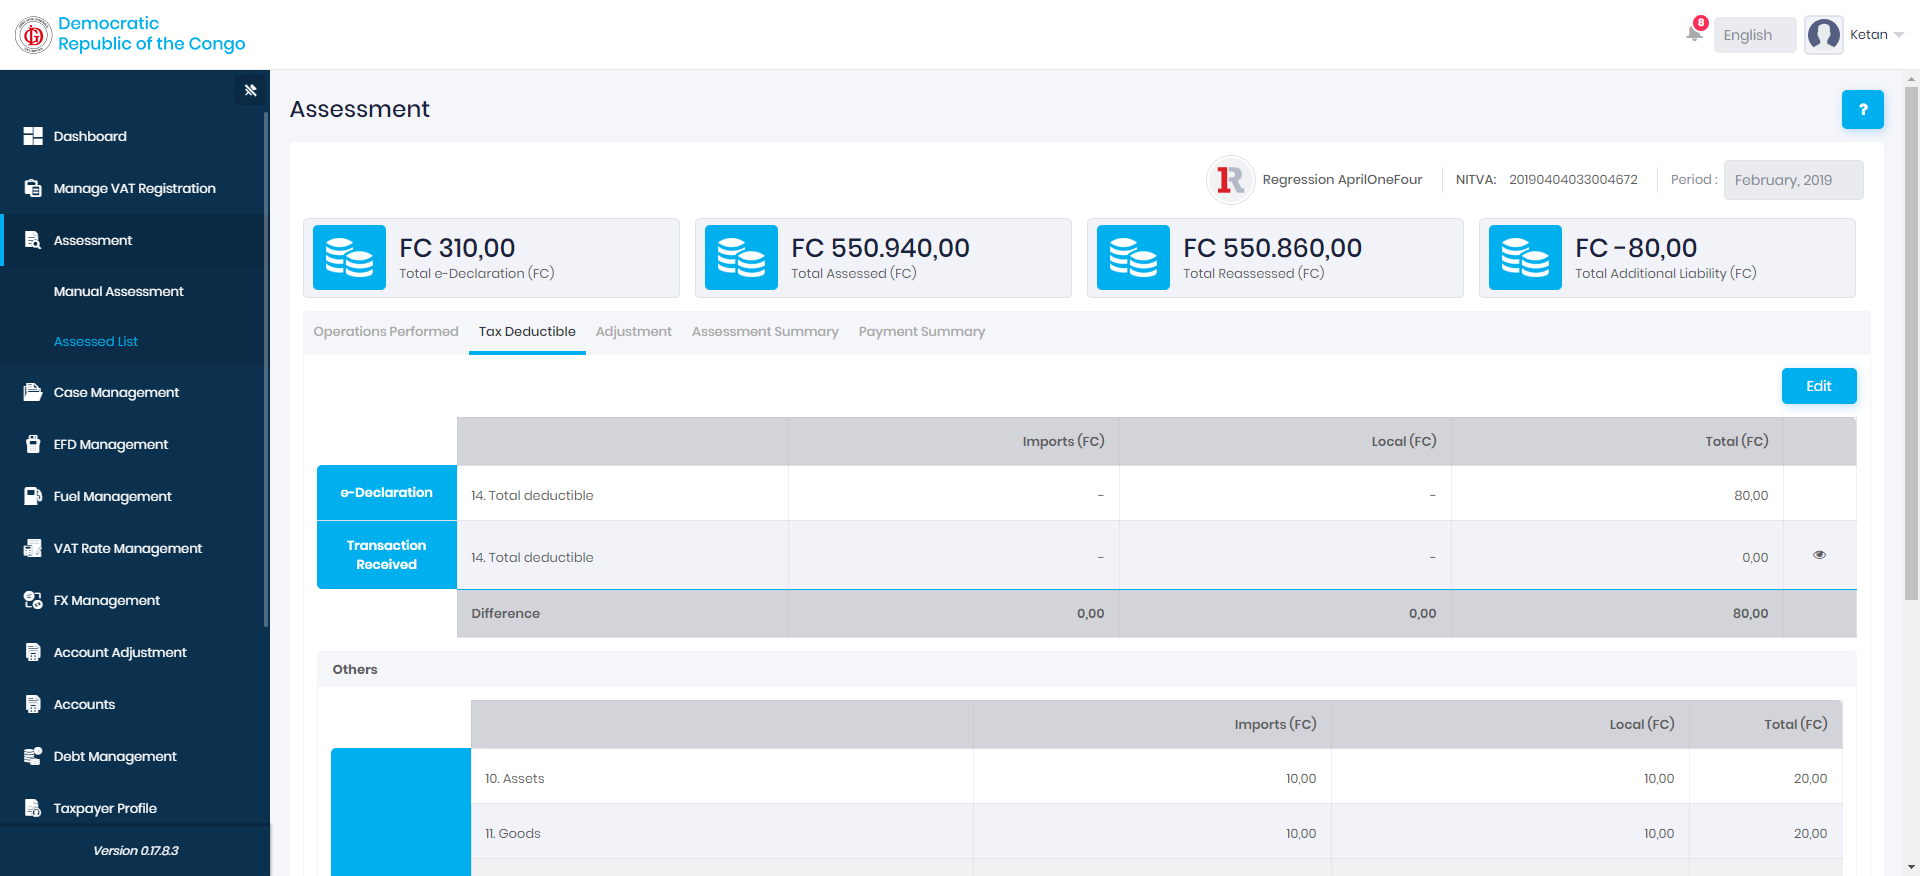 Democratic
Republic of the Congo
8
English
Ketan
Dashboard
Manage VAT Registration
Assessment
Manual Assessment
Assessed List
Case Management
EFD Management
Fuel Management
VAT Rate Management
FX Management
Account Adjustment
Accounts
Debt Management
Taxpayer Profile
Version 0.17.8.3
Assessment
?
1R Regression AprilOneFour NITVA: 20190404033004672 Period : February, 2019
FC 310,00
Total e-Declaration (FC)
FC 550.940,00
Total Assessed (FC)
FC 550.860,00
Total Reassessed (FC)
FC -80,00
Total Additional Liability (FC)
Operations Performed Tax Deductible Adjustment Assessment Summary Payment Summary
Edit
Imports (FC) Local (FC) Total (FC)
e-Declaration 14. Total deductible - - 80,00
Transaction
Received
14. Total deductible - - 0,00
Difference 0,00 0,00 80,00
Others
Imports (FC) Local (FC) Total (FC)
10. Assets 10,00 10,00 20,00
11. Goods 10,00 10,00 20,00